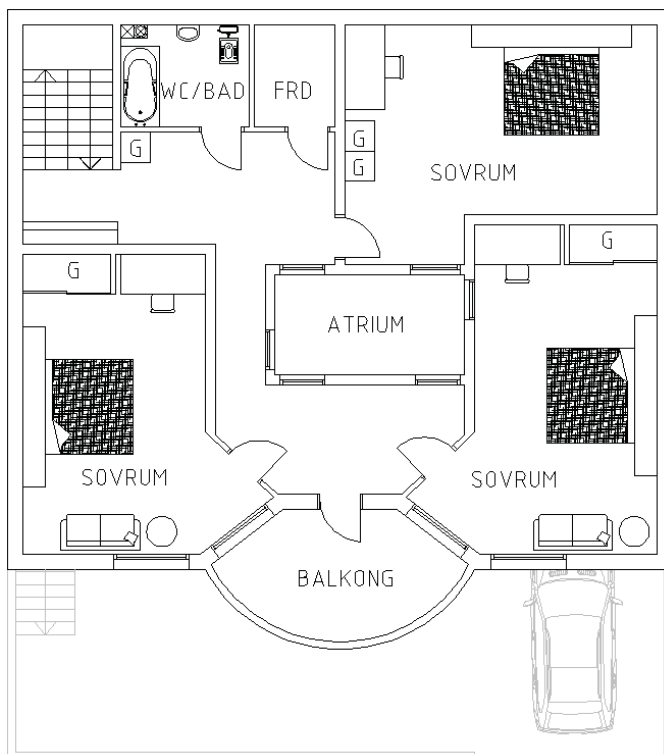 WC/BAD
FRD
G
G
G
SOVRUM
G
G
ATRIUM
SOVRUM
SOVRUM
BALKONG